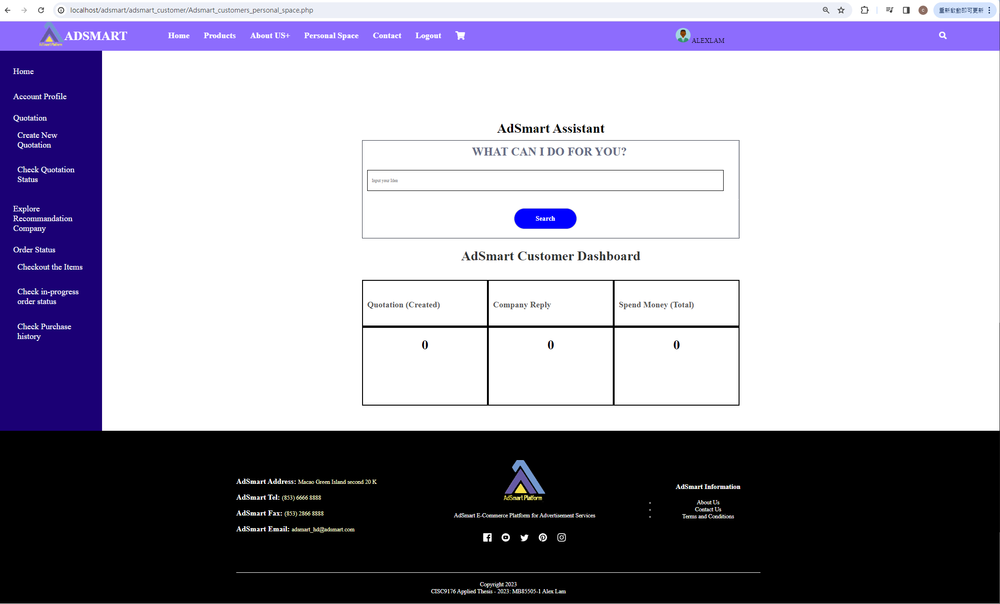 localhost/adsmart/adsmart_customer/Adsmart_customers_personal_space.php
C
重新啟動即可更新
AdSmart Platform
ADSMART
Home
Products
About US+
Personal Space
Contact
Logout
ALEXLAM
Home
Account Profile
Quotation
Create New
Quotation
Check Quotation
Status
Explore
Recommandation
Company
Order Status
Checkout the Items
Check in-progress
order status
Check Purchase
history
AdSmart Assistant
WHAT CAN I DO FOR YOU?
Input your Idea
Search
AdSmart Customer Dashboard
Quotation (Created)
Company Reply
Spend Money (Total)
0
0
0
AdSmart Address: Macao Green Island second 20 K
AdSmart Tel: (853) 6666 8888
AdSmart Fax: (853) 2866 8888
AdSmart Email: adsmart_hd@adsmart.com
AdSmart Platform
AdSmart E-Commerce Platform for Advertisement Services
AdSmart Information
About Us
Contact Us
Terms and Conditions
Copyright 2023
CISC9176 Applied Thesis - 2023: MB85505-1 Alex Lam